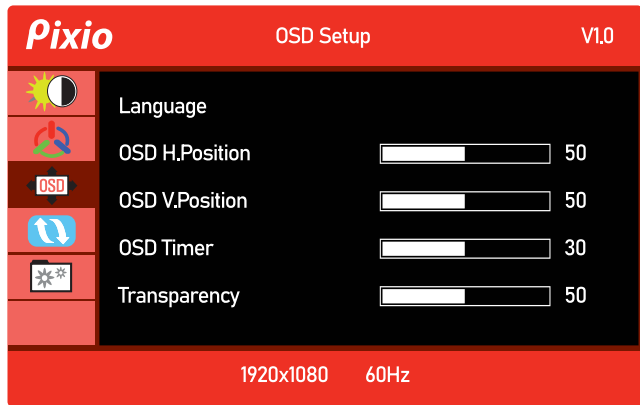 Pixio OSD Setup V1.0
Language
OSD H.Position 50
OSD
OSD V.Position 50
OSD Timer 30
Transparency 50
1920x1080 60Hz